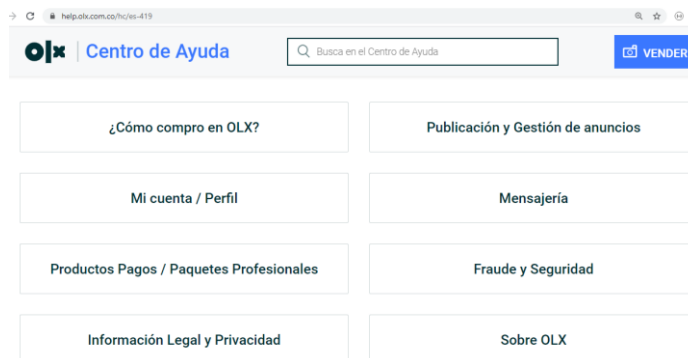 help.olx.com.co/hc/es-419
olx Centro de Ayuda
Busca en el Centro de Ayuda
VENDER
¿Cómo compro en OLX?
Publicación y Gestión de anuncios
Mi cuenta / Perfil
Mensajería
Productos Pagos / Paquetes Profesionales
Fraude y Seguridad
Información Legal y Privacidad
Sobre OLX